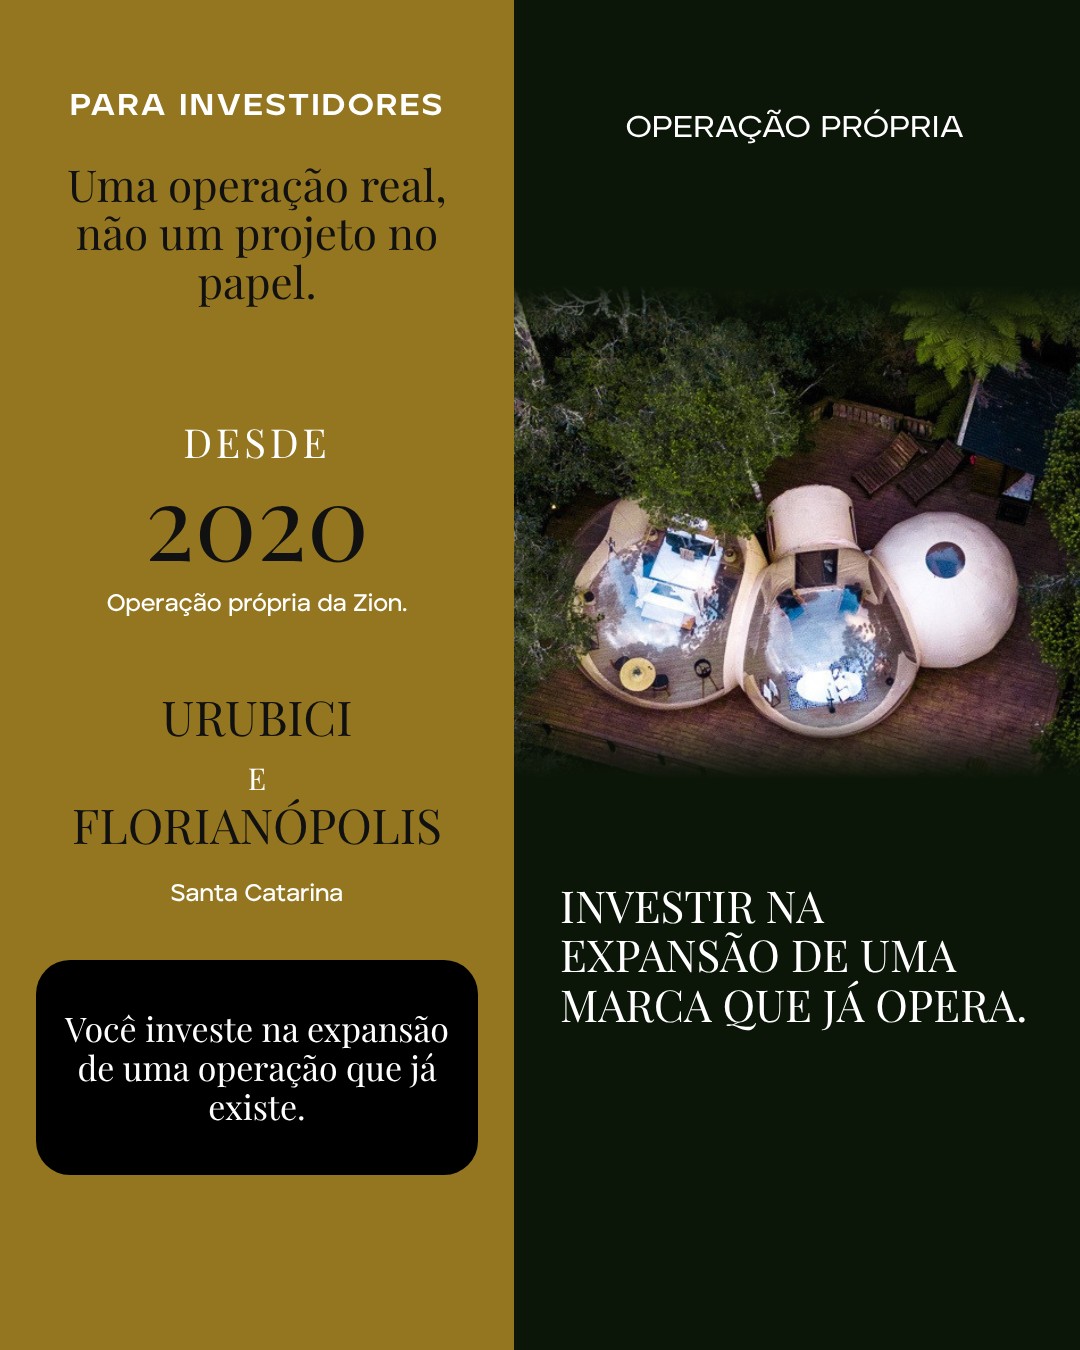 PARA INVESTIDORES
Uma operação real,
não um projeto no
papel.
DESDE
2020
Operação própria da Zion.
URUBICI
E
FLORIANÓPOLIS
Santa Catarina
Você investe na expansão
de uma operação que já
existe.
OPERAÇÃO PRÓPRIA
INVESTIR NA
EXPANSÃO DE UMA
MARCA QUE JÁ OPERA.